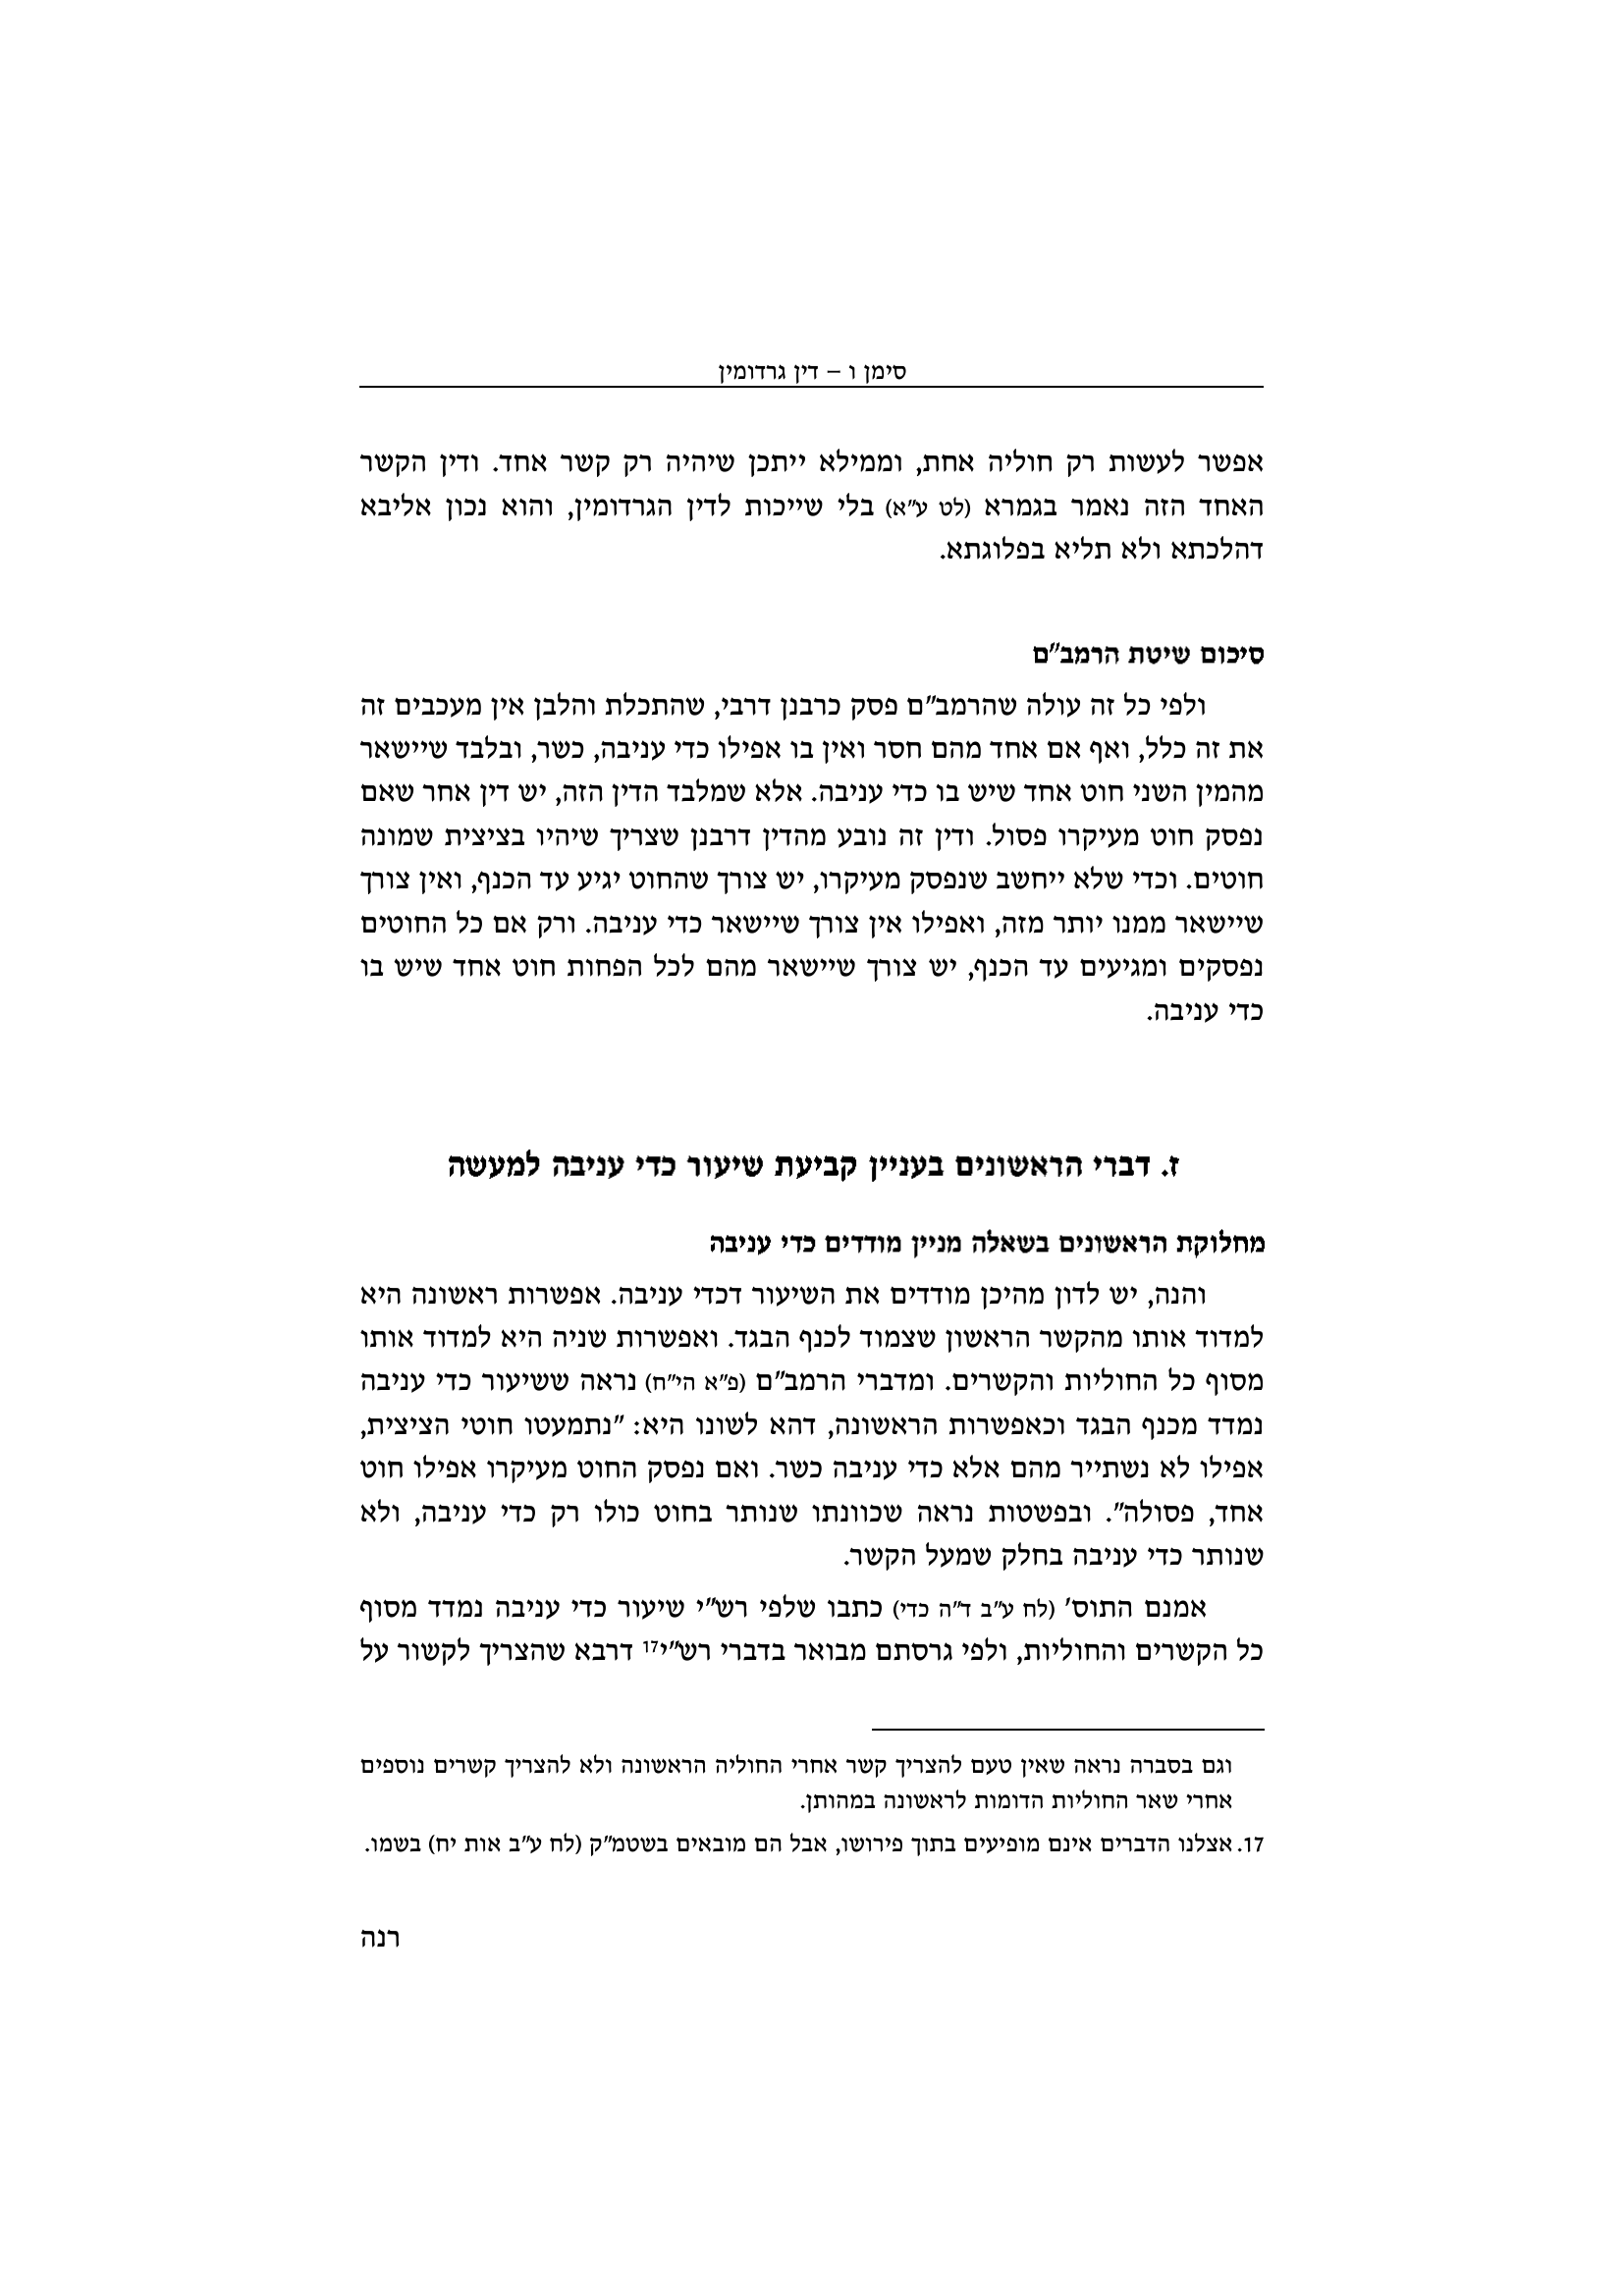 סימן ו – דין גרדומין
אפשר לעשות רק חוליה אחת, וממילא ייתכן שיהיה רק קשר אחד. ודין הקשר
האחד הזה נאמר בגמרא (לט ע"א) בלי שייכות לדין הגרדומין, והוא נכון אליבא
דהלכתא ולא תליא בפלוגתא.
סיכום שיטת הרמב"ם
ולפי כל זה עולה שהרמב"ם פסק כרבנן דרבי, שהתכלת והלבן אין מעכבים זה
את זה כלל, ואף אם אחד מהם חסר ואין בו אפילו כדי עניבה, כשר, ובלבד שיישאר
מהמין השני חוט אחד שיש בו כדי עניבה. אלא שמלבד הדין הזה, יש דין אחר שאם
נפסק חוט מעיקרו פסול. ודין זה נובע מהדין דרבנן שצריך שיהיו בציצית שמונה
חוטים. וכדי שלא ייחשב שנפסק מעיקרו, יש צורך שהחוט יגיע עד הכנף, ואין צורך
שיישאר ממנו יותר מזה, ואפילו אין צורך שיישאר כדי עניבה. ורק אם כל החוטים
נפסקים ומגיעים עד הכנף, יש צורך שיישאר מהם לכל הפחות חוט אחד שיש בו
כדי עניבה.
ז. דברי הראשונים בעניין קביעת שיעור כדי עניבה למעשה
מחלוקת הראשונים בשאלה מניין מודדים כדי עניבה
והנה, יש לדון מהיכן מודדים את השיעור דכדי עניבה. אפשרות ראשונה היא
למדוד אותו מהקשר הראשון שצמוד לכנף הבגד. ואפשרות שניה היא למדוד אותו
מסוף כל החוליות והקשרים. ומדברי הרמב"ם (פ"א הי"ח) נראה ששיעור כדי עניבה
נמדד מכנף הבגד וכאפשרות הראשונה, דהא לשונו היא: "נתמעטו חוטי הציצית,
אפילו לא נשתייר מהם אלא כדי עניבה כשר. ואם נפסק החוט מעיקרו אפילו חוט
אחד, פסולה". ובפשטות נראה שכוונתו שנותר בחוט כולו רק כדי עניבה, ולא
שנותר כדי עניבה בחלק שמעל הקשר.
אמנם התוס' (לח ע"ב ד"ה כדי) כתבו שלפי רש"י שיעור כדי עניבה נמדד מסוף
כל הקשרים והחוליות, ולפי גרסתם מבואר בדברי רש"י17 דרבא שהצריך לקשור על
וגם בסברה נראה שאין טעם להצריך קשר אחרי החוליה הראשונה ולא להצריך קשרים נוספים
אחרי שאר החוליות הדומות לראשונה במהותן.
17. אצלנו הדברים אינם מופיעים בתוך פירושו, אבל הם מובאים בשטמ"ק (לח ע"ב אות יח) בשמו.
רנה